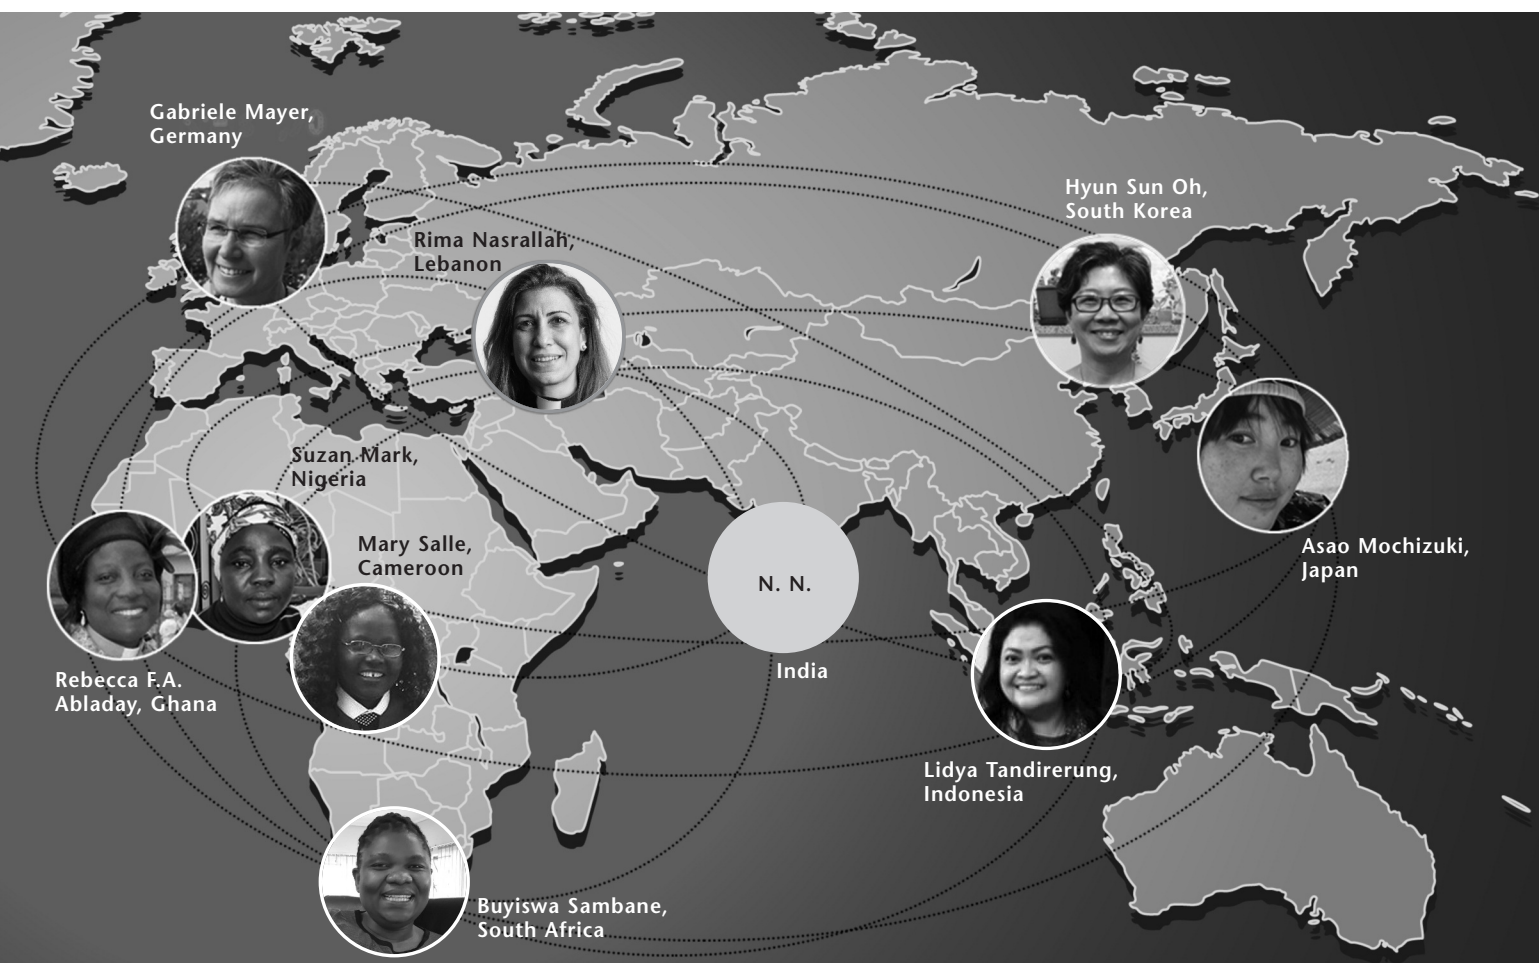 Gabriele Mayer,
Germany
Hyun Sun Oh,
South Korea
Rima Nasrallah,
Lebanon
Suzan Mark,
Nigeria
Mary Salle,
Cameroon
Asao Mochizuki,
Japan
N. N.
India
Rebecca F.A.
Abladay, Ghana
Lidya Tandirerung,
Indonesia
Buyiswa Sambane,
South Africa